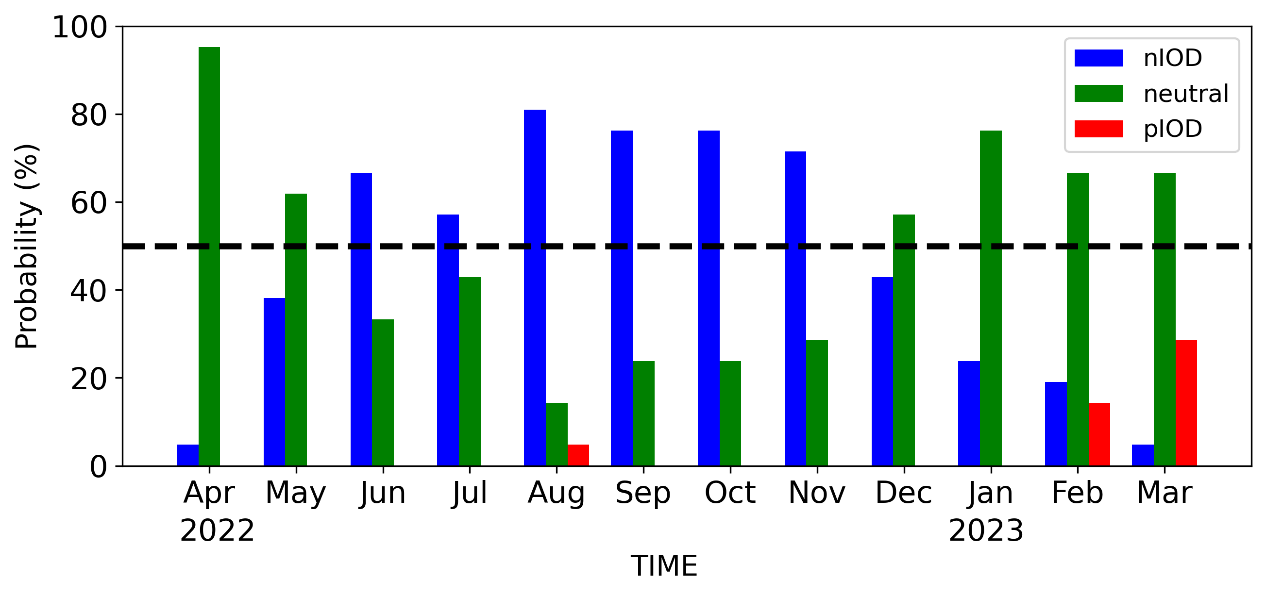 100
80
60
40
20
0
Probability (%)
nIOD
neutral
pIOD
Apr May Jun Jul Aug Sep Oct Nov Dec Jan Feb Mar
2022 2023
TIME